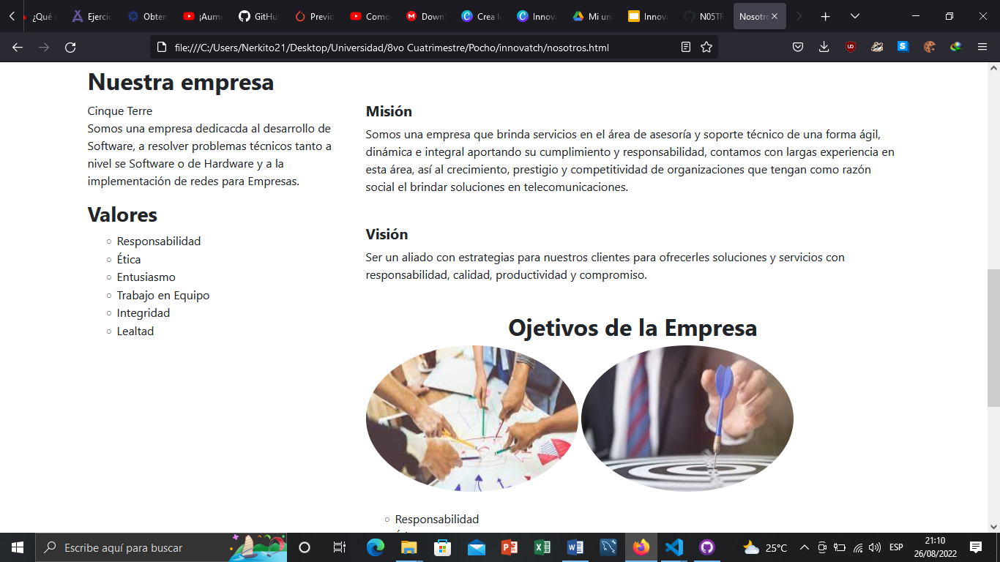 ¿Qué
Ejercic
Obten
¡Aume
GitHu
Previo
Como
Down
Crea l
Innova
Mi uni
Innova
N05TR
Nosotro
file:///C:/Users/Nerkito21/Desktop/Universidad/8vo Cuatrimestre/Pocho/innovatch/nosotros.html
Nuestra empresa
Cinque Terre
Somos una empresa dedicacda al desarrollo de
Software, a resolver problemas técnicos tanto a
nivel se Software o de Hardware y a la
implementación de redes para Empresas.
Valores
Responsabilidad
Ética
Entusiasmo
Trabajo en Equipo
Integridad
Lealtad
Misión
Somos una empresa que brinda servicios en el área de asesoría y soporte técnico de una forma ágil,
dinámica e integral aportando su cumplimiento y responsabilidad, contamos con largas experiencia en
esta área, así al crecimiento, prestigio y competitividad de organizaciones que tengan como razón
social el brindar soluciones en telecomunicaciones.
Visión
Ser un aliado con estrategias para nuestros clientes para ofrecerles soluciones y servicios con
responsabilidad, calidad, productividad y compromiso.
Ojetivos de la Empresa
Responsabilidad
Escribe aquí para buscar
25°C
ESP
21:10
26/08/2022